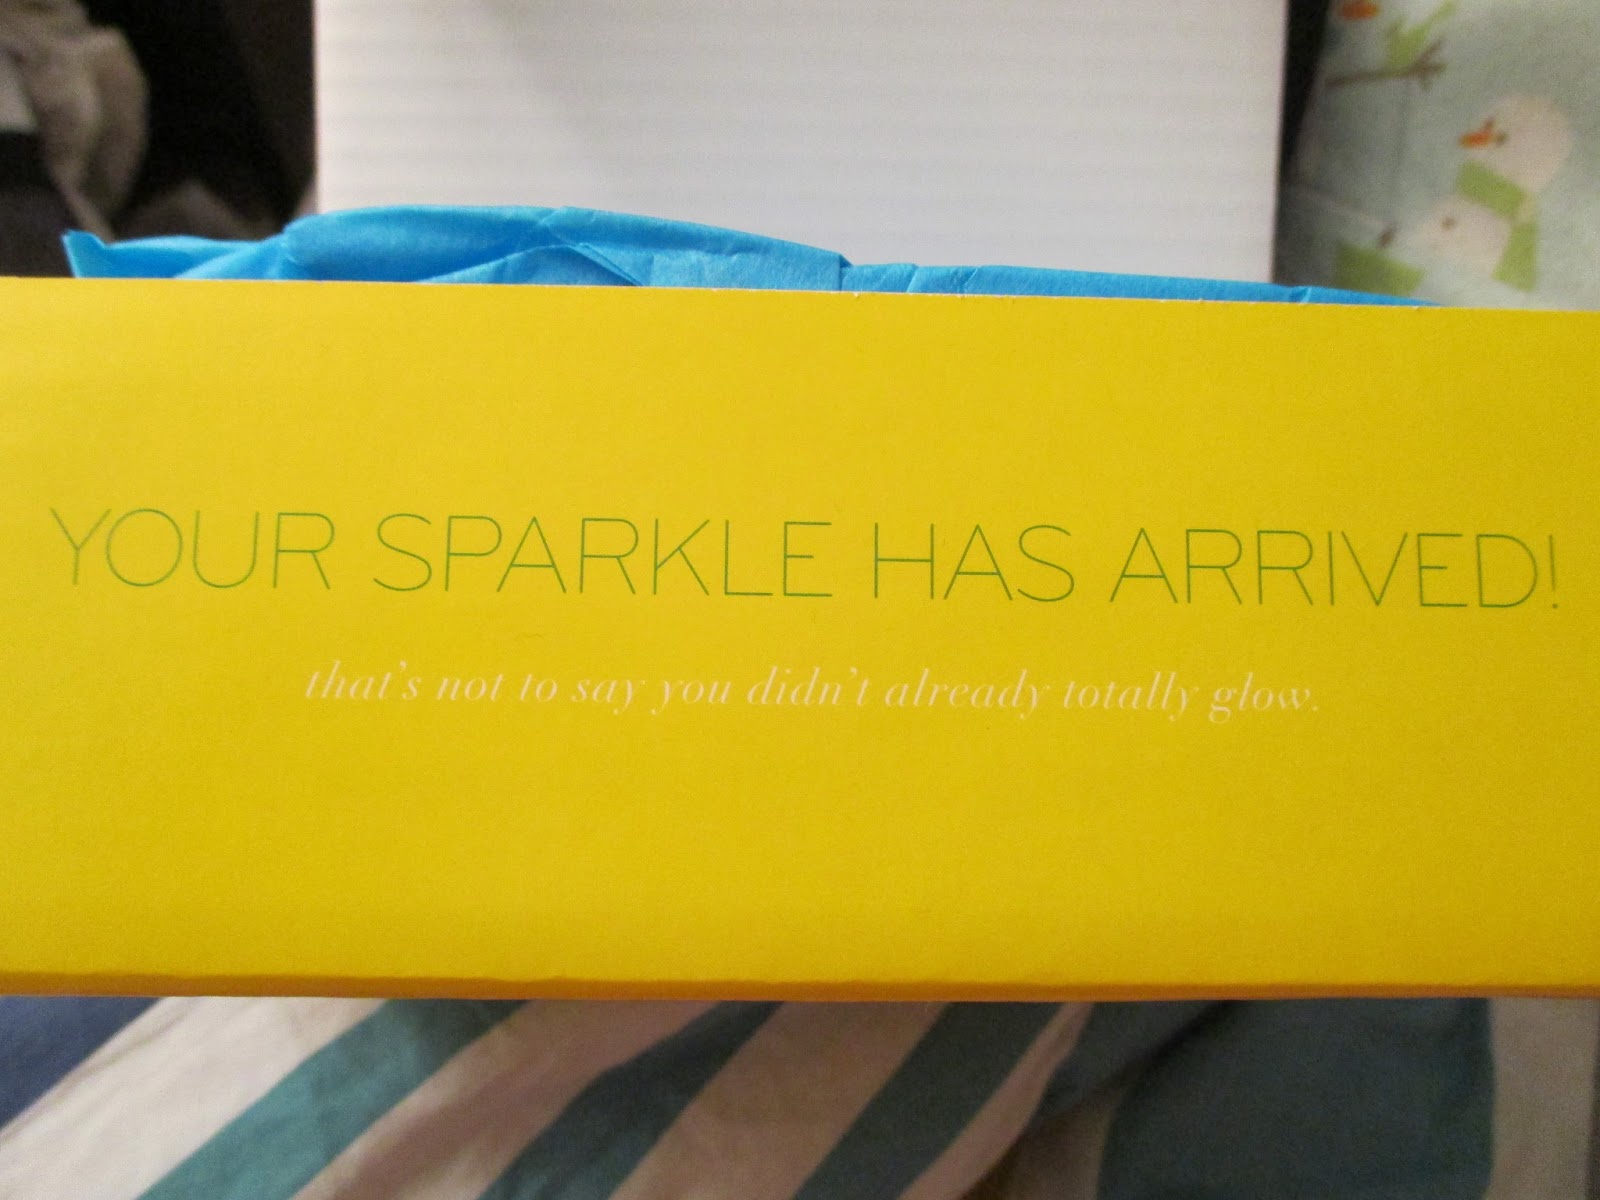 YOUR SPARKLE HAS ARRIVED!
that's not to say you didn't already totally glow.